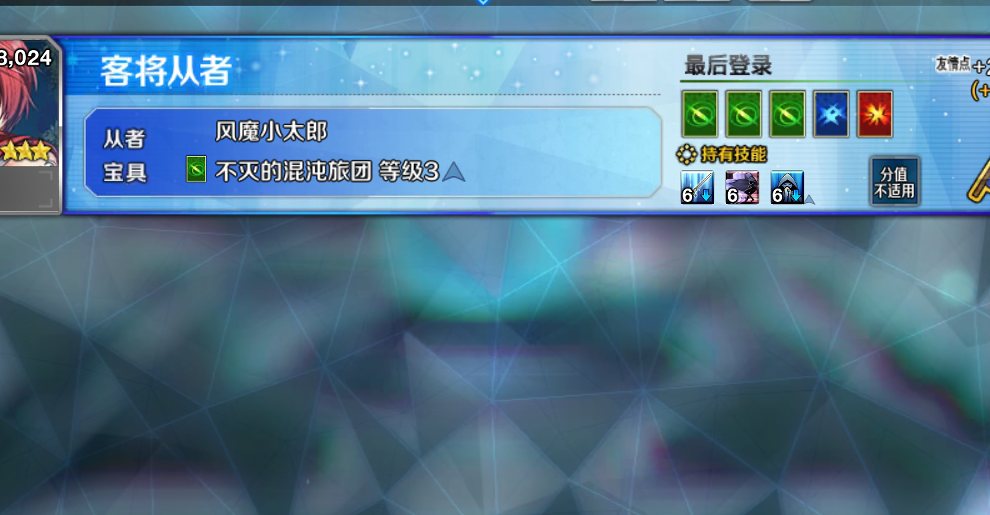 8,024
客将从者
最后登录
友情点+2
(+
从者 风魔小太郎
宝具 不灭的混沌旅团 等级3
持有技能
6 6 6
分值
不适用